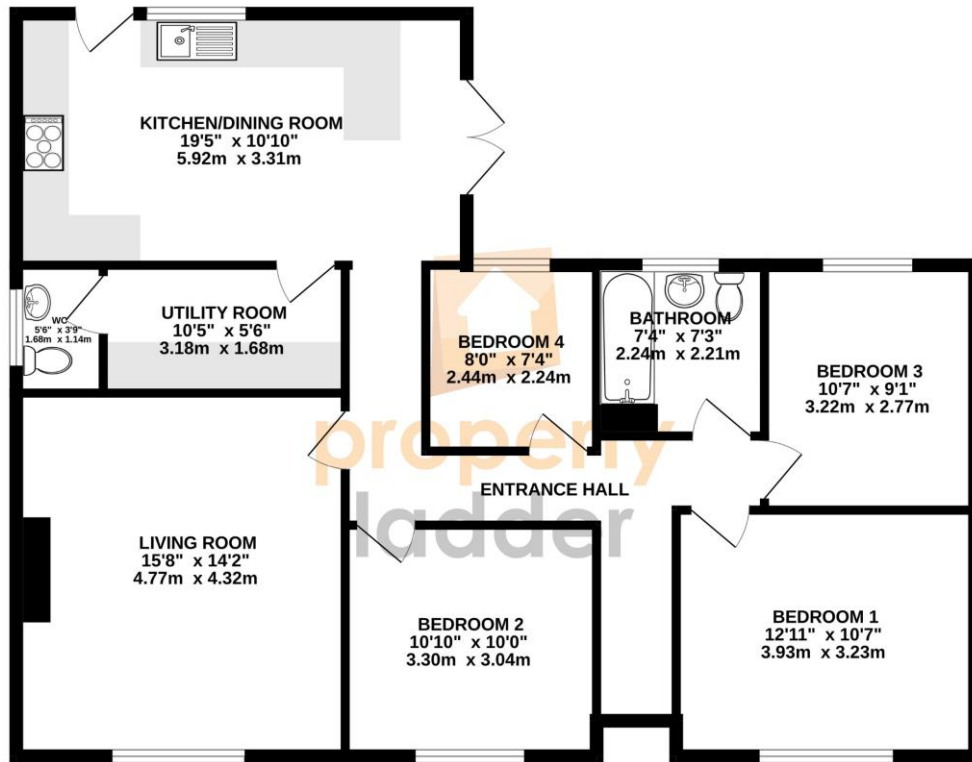 KITCHEN/DINING ROOM
19'5" x 10'10"
5.92m x 3.31m
WC
5'6" x 3'9"
1.68m x 1.14m
UTILITY ROOM
10'5" x 5'6"
3.18m x 1.68m
BEDROOM 4
8'0" x 7'4"
2.44m x 2.24m
BATHROOM
7'4" x 7'3"
2.24m x 2.21m
BEDROOM 3
10'7" x 9'1"
3.22m x 2.77m
property
ladder
ENTRANCE HALL
LIVING ROOM
15'8" x 14'2"
4.77m x 4.32m
BEDROOM 2
10'10" x 10'0"
3.30m x 3.04m
BEDROOM 1
12'11" x 10'7"
3.93m x 3.23m